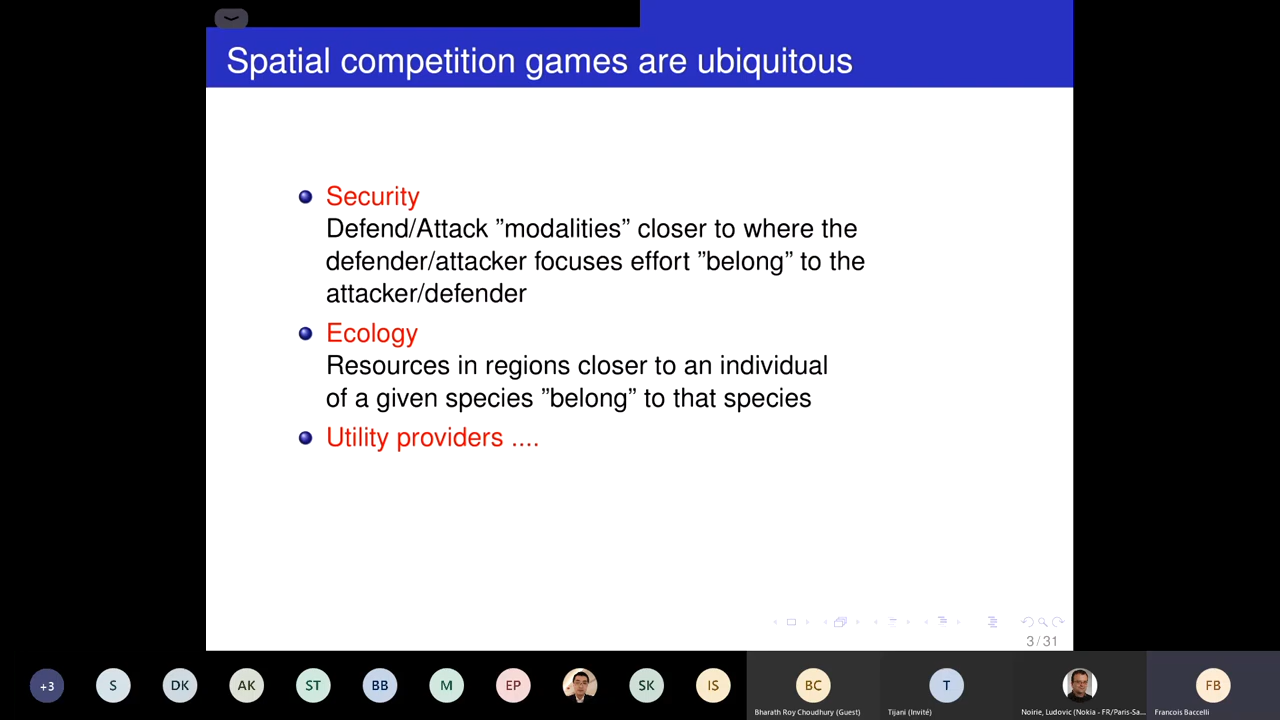 Spatial competition games are ubiquitous
Security
Defend/Attack ”modalities” closer to where the
defender/attacker focuses effort ”belong” to the
attacker/defender
Ecology
Resources in regions closer to an individual
of a given species ”belong” to that species
Utility providers ....
3 / 31
+3 S DK AK ST BB M EP SK IS BC T FB
Bharath Roy Choudhury (Guest) Tijani (Invité) Noirie, Ludovic (Nokia - FR/Paris-Sa... Francois Baccelli